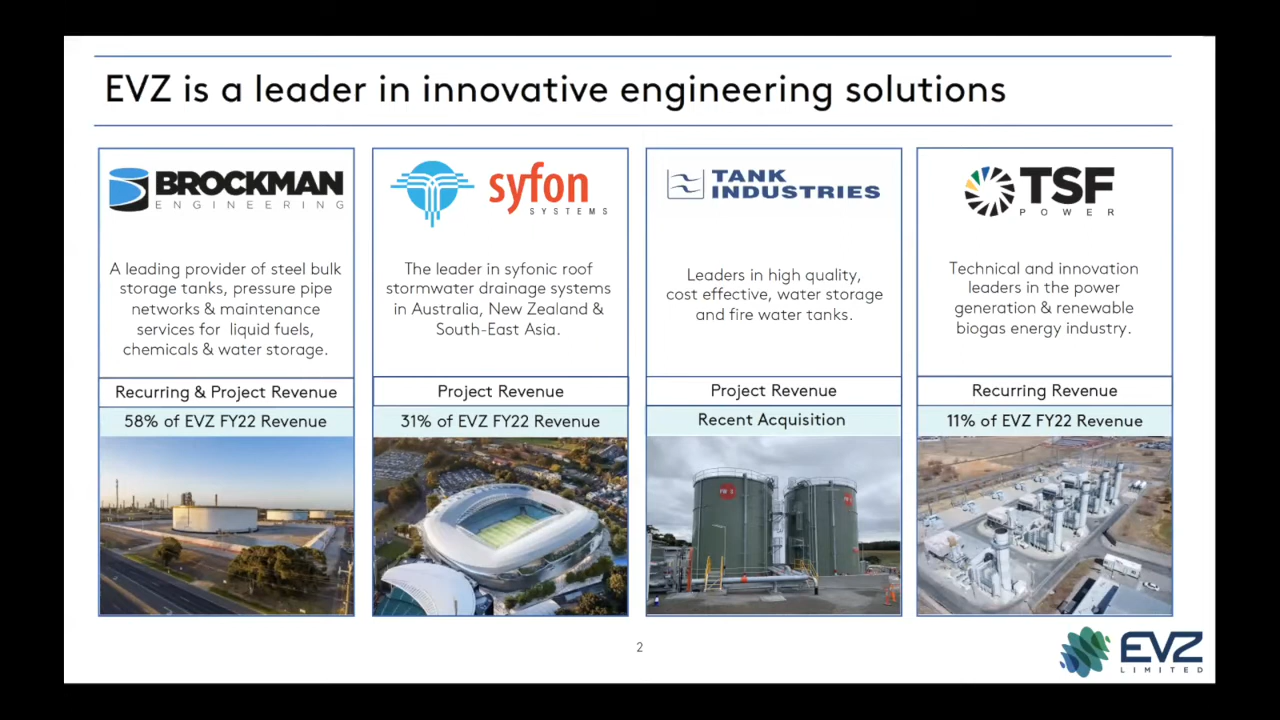 EVZ is a leader in innovative engineering solutions
BROCKMAN
ENGINEERING
A leading provider of steel bulk
storage tanks, pressure pipe
networks & maintenance
services for liquid fuels,
chemicals & water storage.
Recurring & Project Revenue
58% of EVZ FY22 Revenue
syfon
SYSTEMS
The leader in syfonic roof
stormwater drainage systems
in Australia, New Zealand &
South-East Asia.
Project Revenue
31% of EVZ FY22 Revenue
TANK
INDUSTRIES
Leaders in high quality,
cost effective, water storage
and fire water tanks.
Project Revenue
Recent Acquisition
TSF
POWER
Technical and innovation
leaders in the power
generation & renewable
biogas energy industry.
Recurring Revenue
11% of EVZ FY22 Revenue
2
EVZ
LIMITED